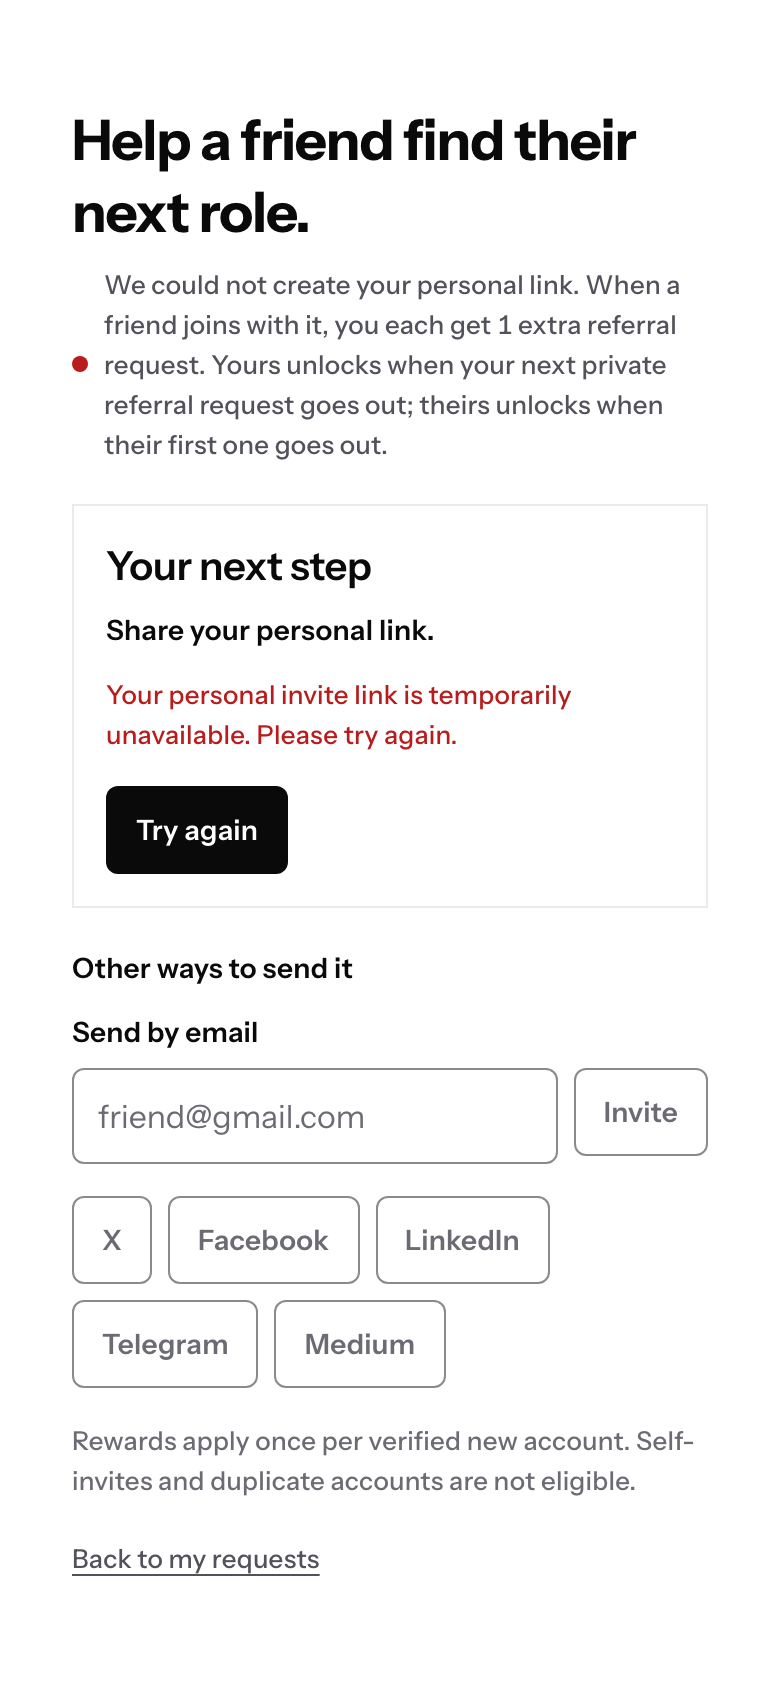 Help a friend find their
next role.
We could not create your personal link. When a
friend joins with it, you each get 1 extra referral
request. Yours unlocks when your next private
referral request goes out; theirs unlocks when
their first one goes out.
Your next step
Share your personal link.
Your personal invite link is temporarily
unavailable. Please try again.
Try again
Other ways to send it
Send by email
friend@gmail.com
Invite
X
Facebook
LinkedIn
Telegram
Medium
Rewards apply once per verified new account. Self-
invites and duplicate accounts are not eligible.
Back to my requests